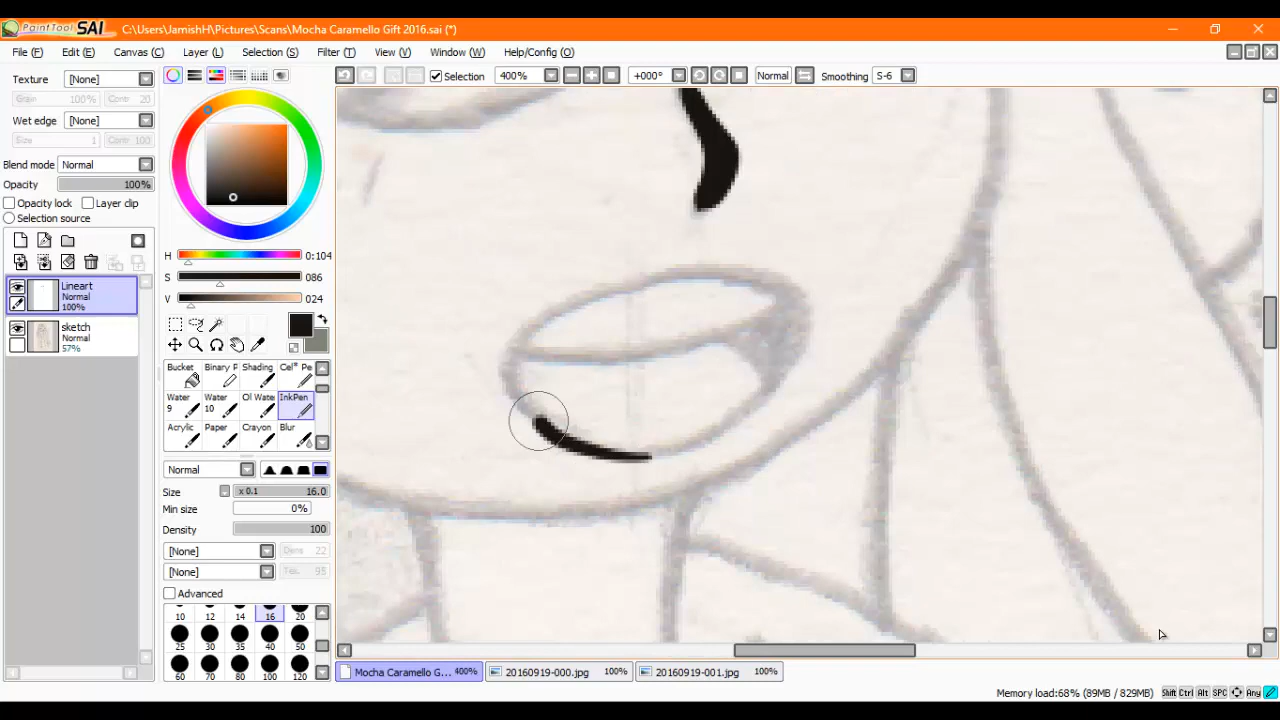 PaintTool SAI C:\Users\JamishH\Pictures\Scans\Mocha Caramello Gift 2016.sai (*)
File (F) Edit (E) Canvas (C) Layer (L) Selection (S) Filter (T) View (V) Window (W) Help/Config (O)
Texture [None]
Grain 100% Contr 20
Wet edge [None]
Size 1 Contr 100
Blend mode Normal
Opacity 100%
Opacity lock Layer clip
Selection source
Lineart
Normal
100%
sketch
Normal
57%
H 0:104
S 086
V 024
Bucket Binary P Shading Cel* Pe
Water 9 Water 10 Ol Wate InkPen
Acrylic Paper Crayon Blur
Normal
Size x 0.1 16.0
Min size 0%
Density 100
[None] Dens 22
[None] 95
Advanced
10 12 14 16 20
25 30 35 40 50
60 70 80 100 120
Selection 400% +000° Normal Smoothing S-6
Mocha Caramello G... 400% 20160919-000.jpg 100% 20160919-001.jpg 100%
Memory load:68% (89MB / 829MB) Shift Ctrl Alt SPC Any